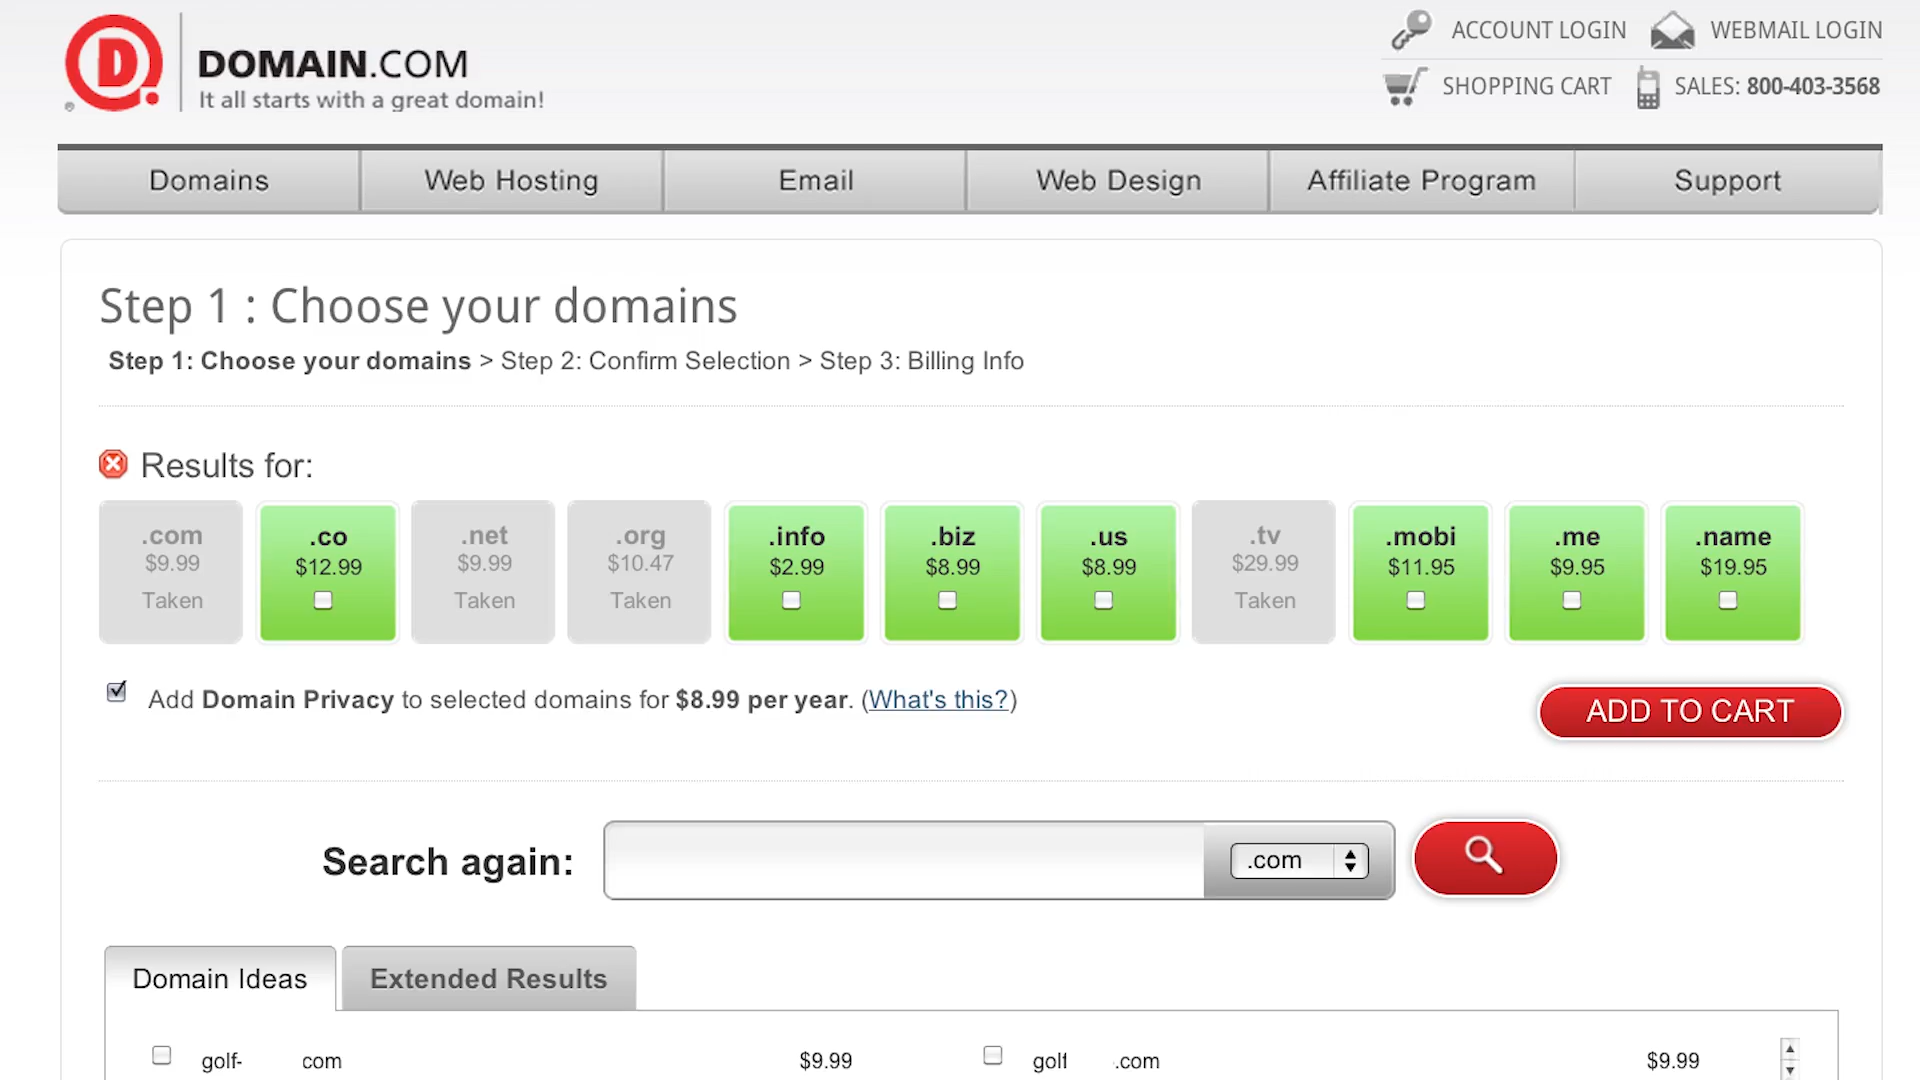 D
DOMAIN.COM
It all starts with a great domain!
ACCOUNT LOGIN
WEBMAIL LOGIN
SHOPPING CART
SALES: 800-403-3568
Domains
Web Hosting
Email
Web Design
Affiliate Program
Support
Step 1 : Choose your domains
Step 1: Choose your domains > Step 2: Confirm Selection > Step 3: Billing Info
Results for:
.com
$9.99
Taken
.co
$12.99
.net
$9.99
Taken
.org
$10.47
Taken
.info
$2.99
.biz
$8.99
.us
$8.99
.tv
$29.99
Taken
.mobi
$11.95
.me
$9.95
.name
$19.95
Add Domain Privacy to selected domains for $8.99 per year. (What's this?)
ADD TO CART
Search again:
.com
Domain Ideas
Extended Results
golf- com $9.99
golf .com $9.99